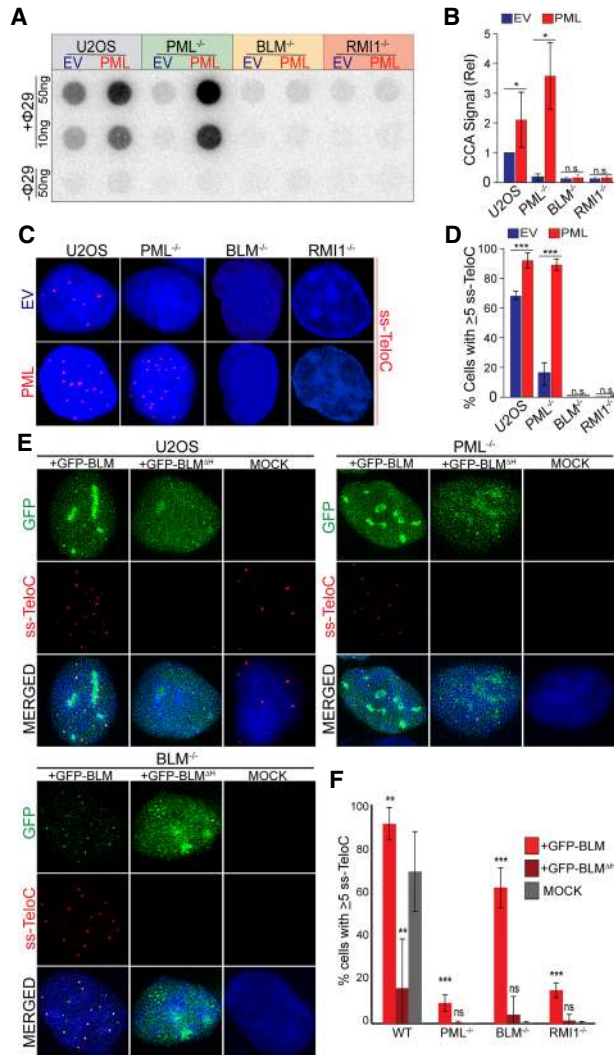 A
U2OS PML-/- BLM-/- RMI1-/-
EV PML EV PML EV PML EV PML
+Φ29
50ng
10ng
-Φ29
50ng
B
EV PML
CCA Signal (Rel)
5
4
3
2
1
0
* * n.s n.s
U2OS PML-/- BLM-/- RMI1-/-
C
U2OS PML-/- BLM-/- RMI1-/-
EV
PML
ss-TeloC
D
EV PML
% Cells with ≥5 ss-TeloC
100
80
60
40
20
0
*** *** n.s n.s
U2OS PML-/- BLM-/- RMI1-/-
E
U2OS
+GFP-BLM +GFP-BLMΔH MOCK
GFP
ss-TeloC
MERGED
PML-/-
+GFP-BLM +GFP-BLMΔH MOCK
GFP
ss-TeloC
MERGED
BLM-/-
+GFP-BLM +GFP-BLMΔH MOCK
GFP
ss-TeloC
MERGED
F
% cells with ≥5 ss-TeloC
100
80
60
40
20
0
** ** *** ns *** ns *** ns
+GFP-BLM
+GFP-BLMΔH
MOCK
WT PML-/- BLM-/- RMI1-/-